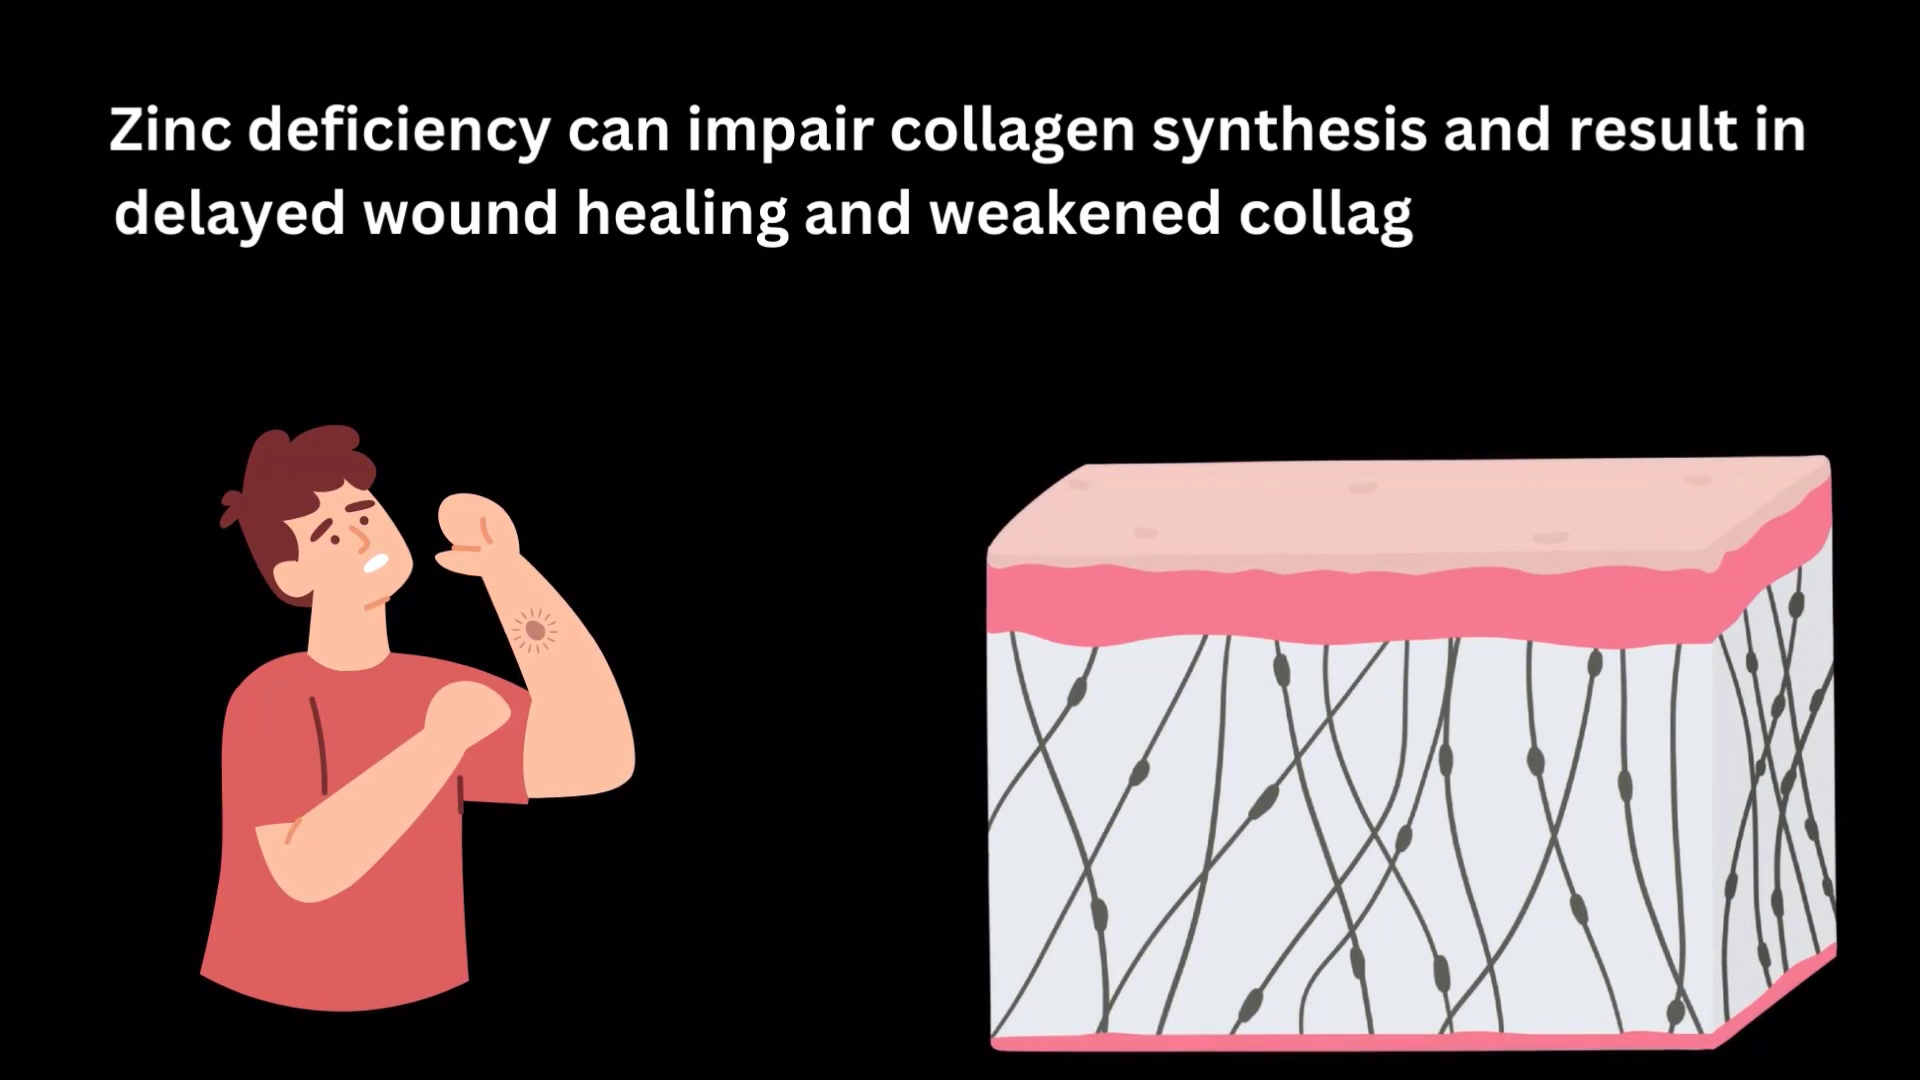 Zinc deficiency can impair collagen synthesis and result in
delayed wound healing and weakened collag